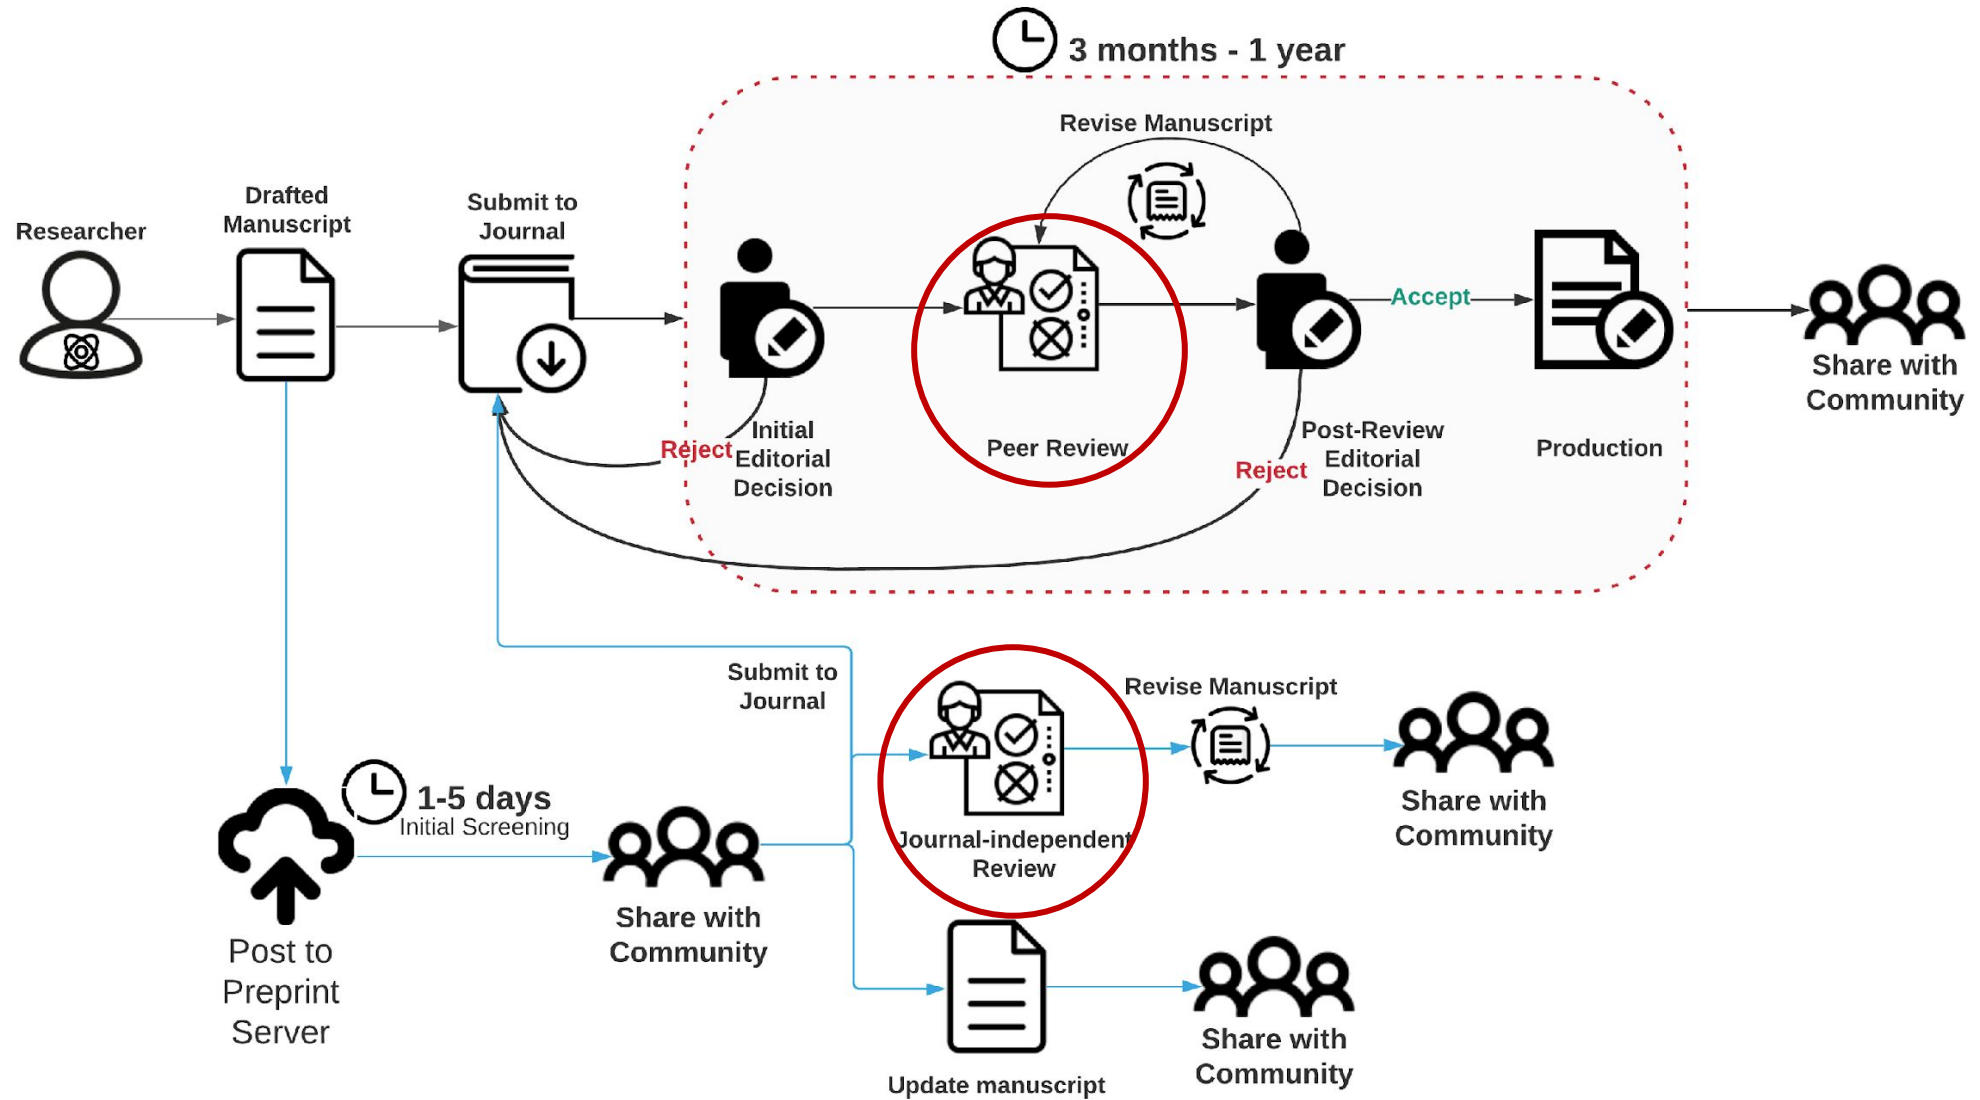 3 months - 1 year
Revise Manuscript
Researcher
Drafted
Manuscript
Submit to
Journal
Accept
Share with
Community
Reject
Initial
Editorial
Decision
Peer Review
Reject
Post-Review
Editorial
Decision
Production
Submit to
Journal
Revise Manuscript
1-5 days
Initial Screening
Journal-independent
Review
Share with
Community
Share with
Community
Post to
Preprint
Server
Update manuscript
Share with
Community